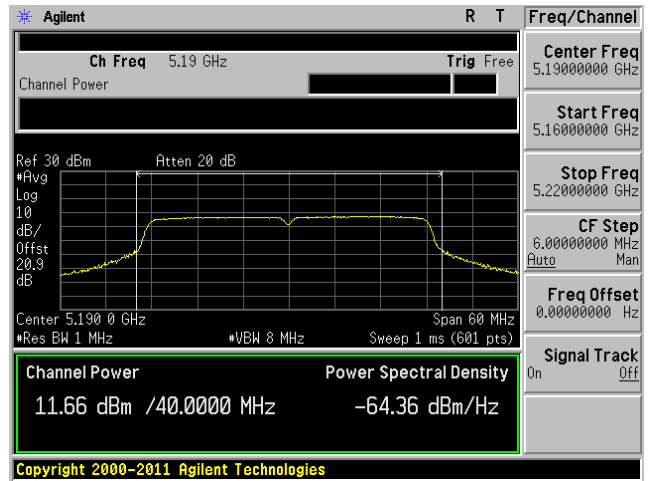 Agilent R T
Freq/Channel
Ch Freq 5.19 GHz Trig Free
Channel Power
Center Freq
5.19000000 GHz
Start Freq
5.16000000 GHz
Stop Freq
5.22000000 GHz
CF Step
6.00000000 MHz
Auto Man
Freq Offset
0.00000000 Hz
Signal Track
On Off
Ref 30 dBm Atten 20 dB
#Avg
Log
10
dB/
Offst
20.9
dB
Center 5.190 0 GHz Span 60 MHz
#Res BW 1 MHz #VBW 8 MHz Sweep 1 ms (601 pts)
Channel Power Power Spectral Density
11.66 dBm /40.0000 MHz -64.36 dBm/Hz
Copyright 2000-2011 Agilent Technologies